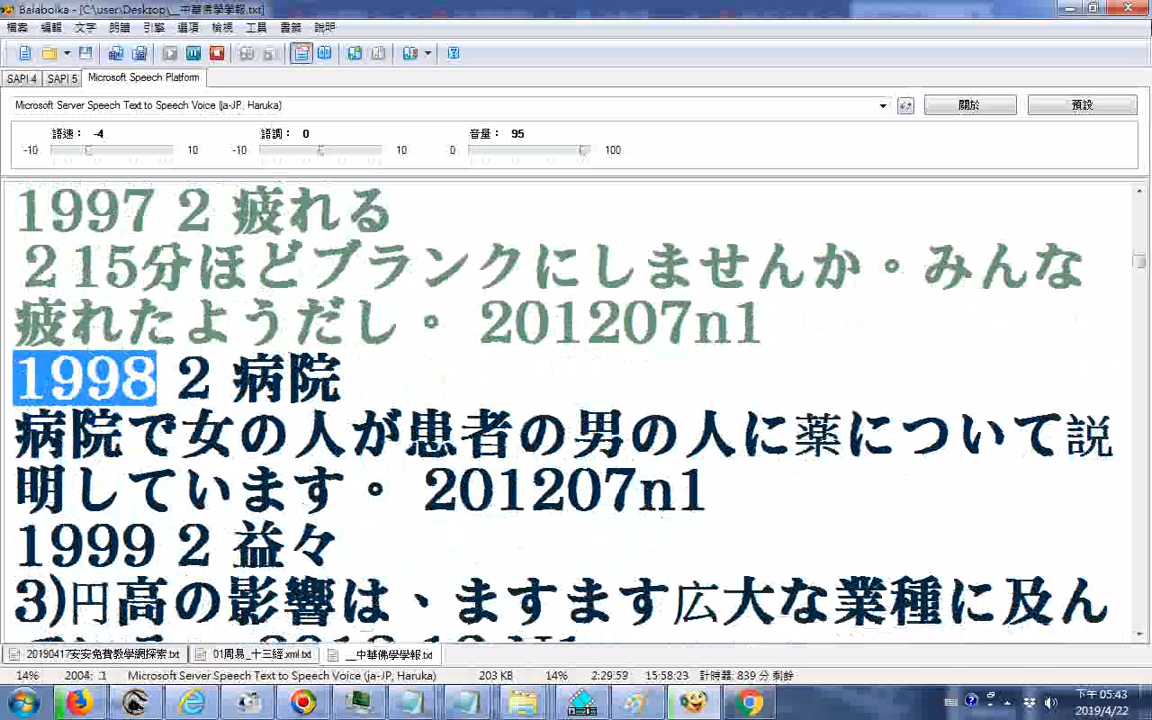 Balabolka - [C:\user\Desktop\__中華佛學學報.txt]
檔案 編輯 文字 朗讀 引擎 選項 檢視 工具 書籤 說明
SAPI 4 SAPI 5 Microsoft Speech Platform
Microsoft Server Speech Text to Speech Voice (ja-JP, Haruka) 關於 預設
語速： -4 語調： 0 音量： 95
-10 10 -10 10 0 100
1997 2 疲れる
２15分ほどブランクにしませんか。みんな
疲れたようだし。 201207n1
1998 2 病院
病院で女の人が患者の男の人に薬について説
明しています。 201207n1
1999 2 益々
3)円高の影響は、ますます広大な業種に及ん
20190417安安免費教學網探索.txt 01周易_十三經.xml.txt __中華佛學學報.txt
14% 2004: 1 Microsoft Server Speech Text to Speech Voice (ja-JP, Haruka) 203 KB 14% 2:29:53 15:58:23 計時器: 839 分 剩餘
下午 05:43
2019/4/22